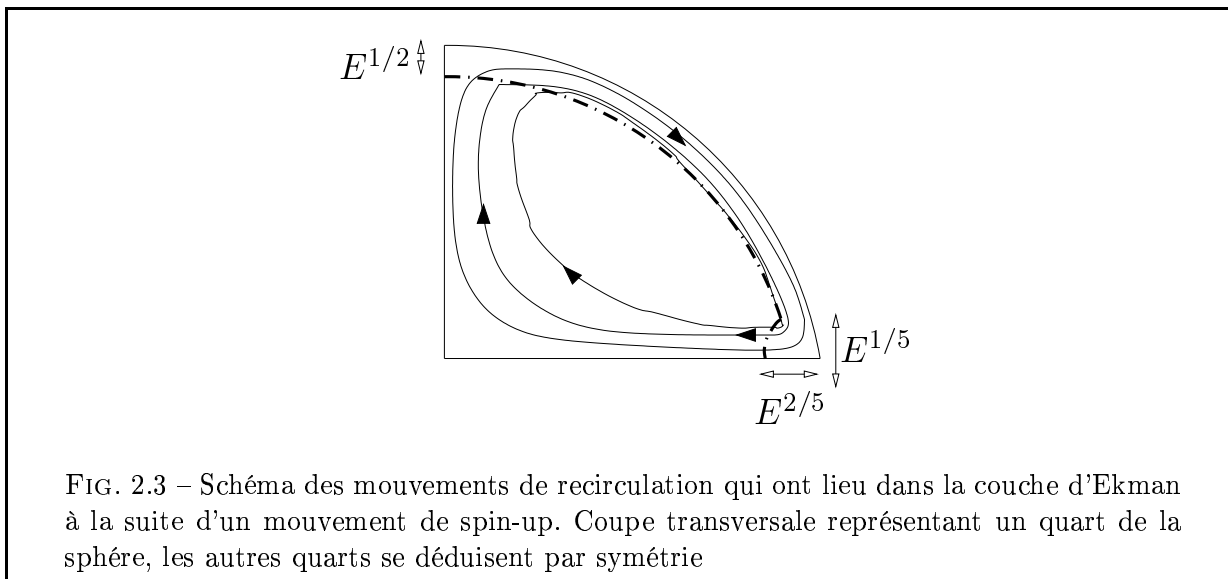 E^{1/2}
E^{1/5}
E^{2/5}
FIG. 2.3 – Schéma des mouvements de recirculation qui ont lieu dans la couche d'Ekman
à la suite d'un mouvement de spin-up. Coupe transversale représentant un quart de la
sphére, les autres quarts se déduisent par symétrie